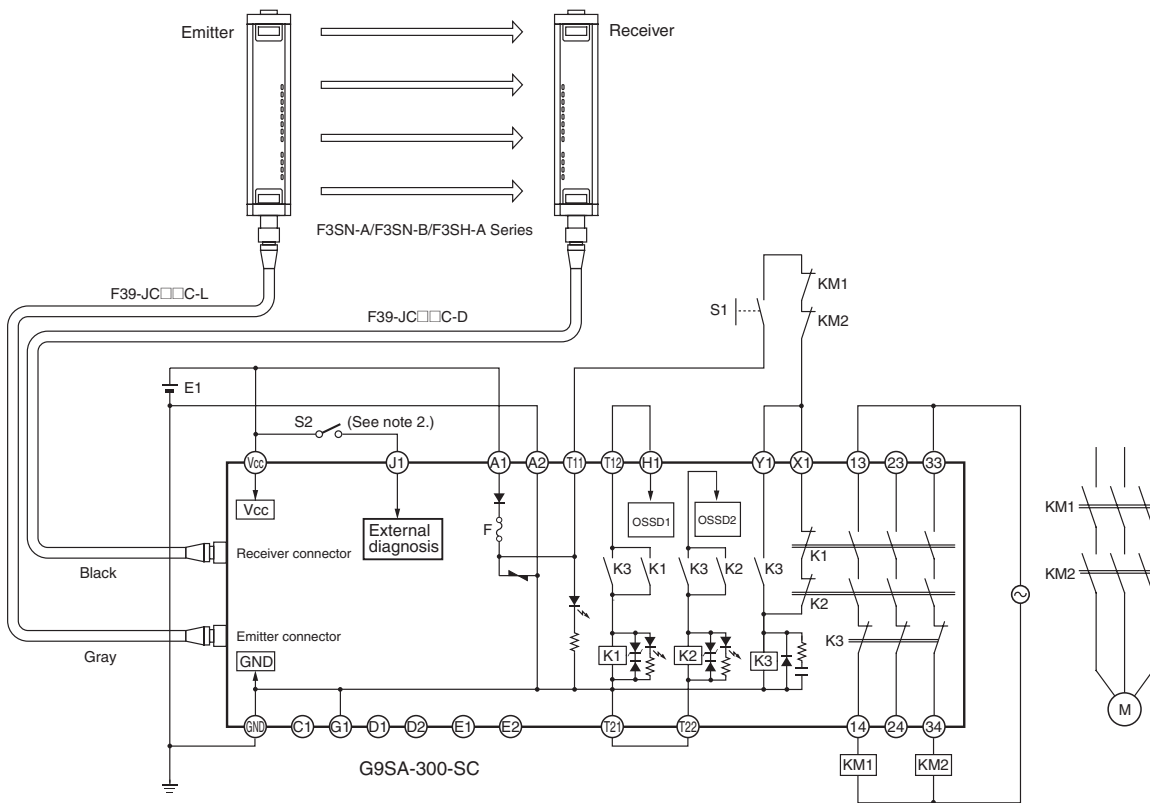 Emitter
Receiver
F3SN-A/F3SN-B/F3SH-A Series
F39-JC□□C-L
F39-JC□□C-D
KM1
S1
KM2
E1
S2 (See note 2.)
Vcc J1 A1 A2 T11 T12 H1 Y1 X1 13 23 33
Vcc
F
OSSD1 OSSD2
External
diagnosis
KM1
Receiver connector
K1
K3 K1 K3 K2 K3
Black
KM2
K2
Emitter connector
K3
Gray
GND
K1 K2 K3
M
GND C1 G1 D1 D2 E1 E2 T21 T22 14 24 34
G9SA-300-SC
KM1 KM2